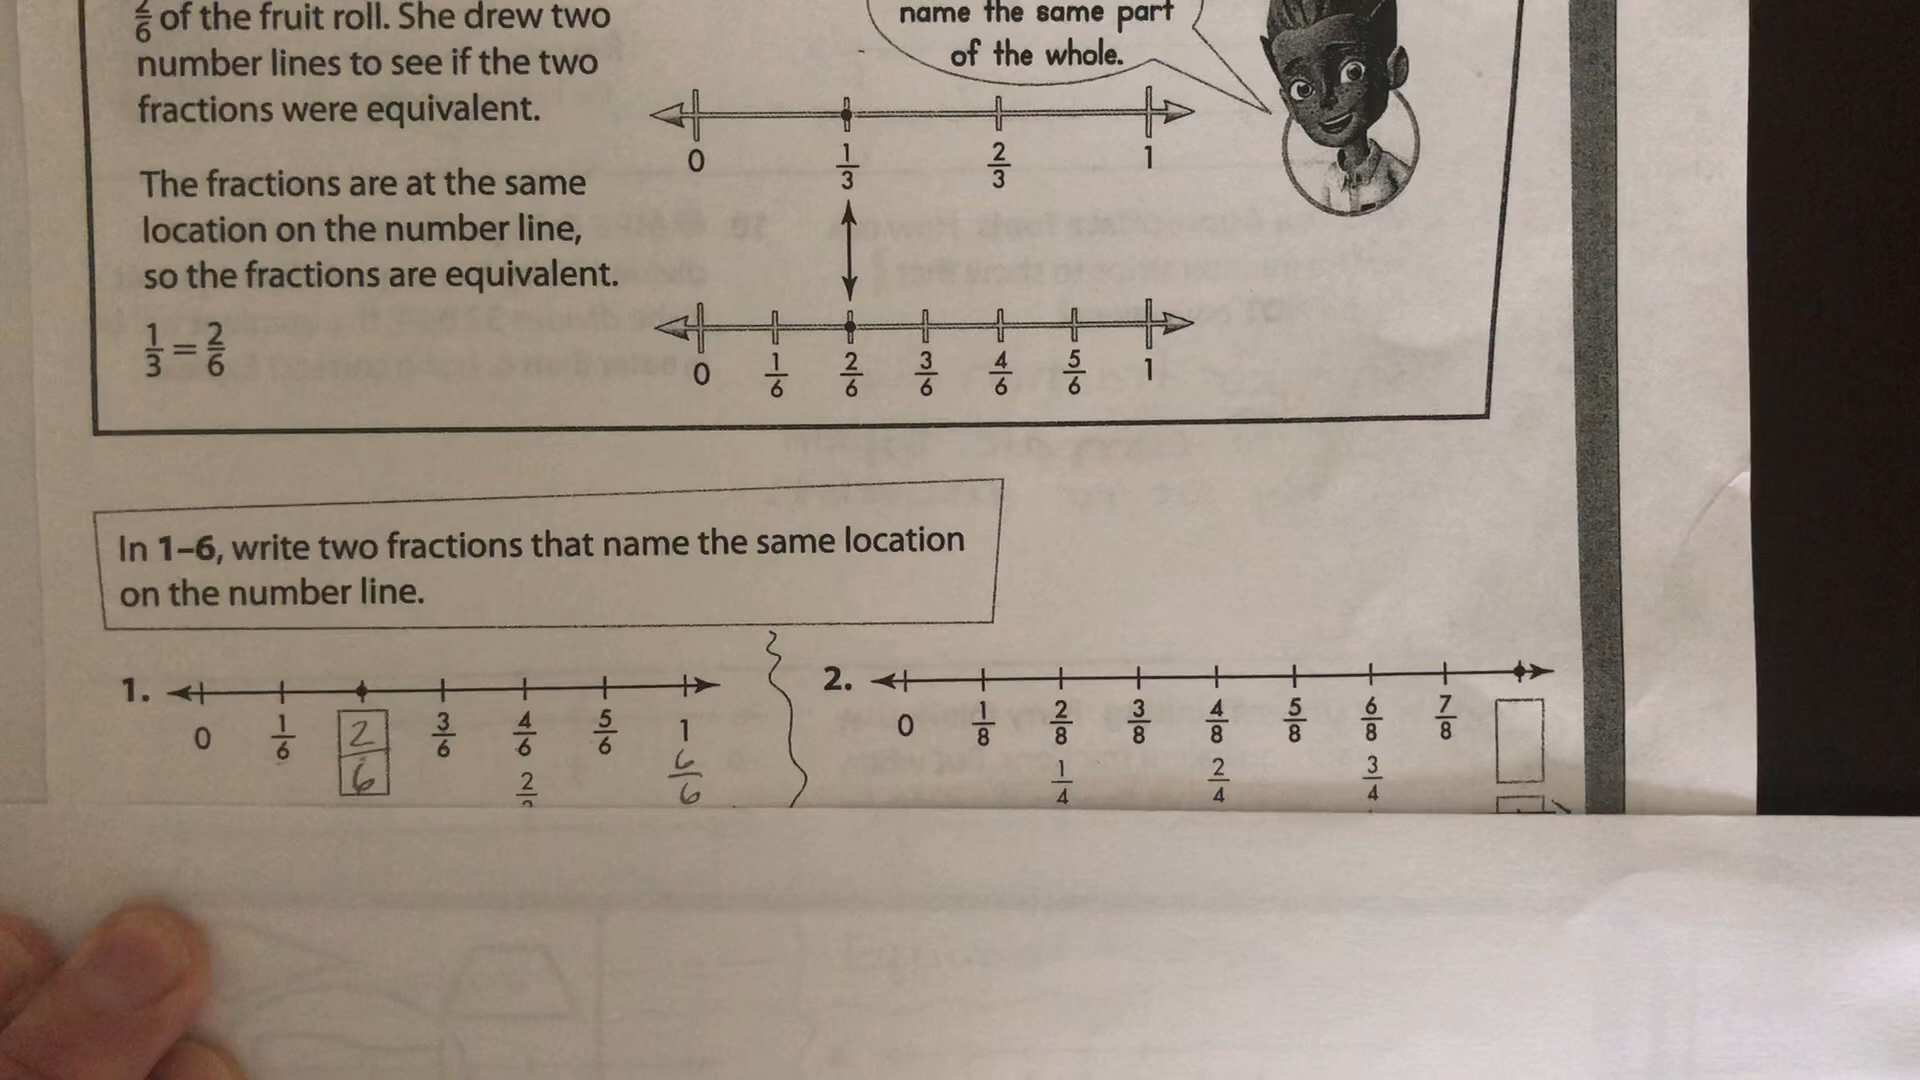 2/6 of the fruit roll. She drew two
number lines to see if the two
fractions were equivalent.
name the same part
of the whole.
0 1/3 2/3 1
The fractions are at the same
location on the number line,
so the fractions are equivalent.
1/3 = 2/6
0 1/6 2/6 3/6 4/6 5/6 1
In 1–6, write two fractions that name the same location
on the number line.
1.
0 1/6 2/6 3/6 4/6 5/6 1
6/6
2.
0 1/8 2/8 3/8 4/8 5/8 6/8 7/8
1/4 2/4 3/4